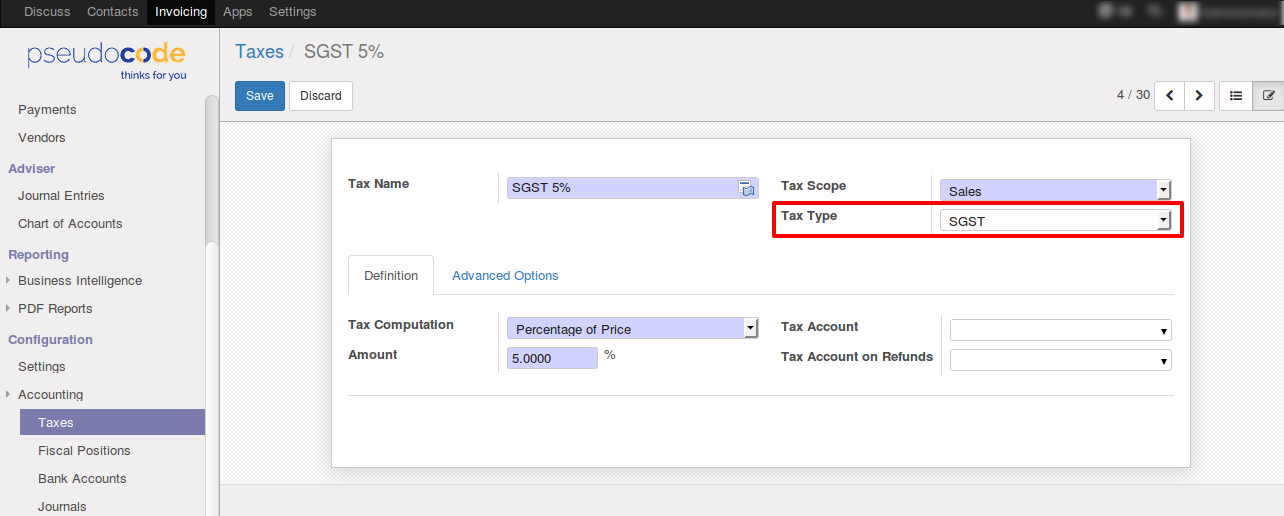 Discuss Contacts Invoicing Apps Settings
pseudocode
thinks for you
Payments
Vendors
Adviser
Journal Entries
Chart of Accounts
Reporting
Business Intelligence
PDF Reports
Configuration
Settings
Accounting
Taxes
Fiscal Positions
Bank Accounts
Journals
Taxes / SGST 5%
Save Discard
4 / 30
Tax Name SGST 5%
Tax Scope Sales
Tax Type SGST
Definition Advanced Options
Tax Computation Percentage of Price
Amount 5.0000 %
Tax Account
Tax Account on Refunds